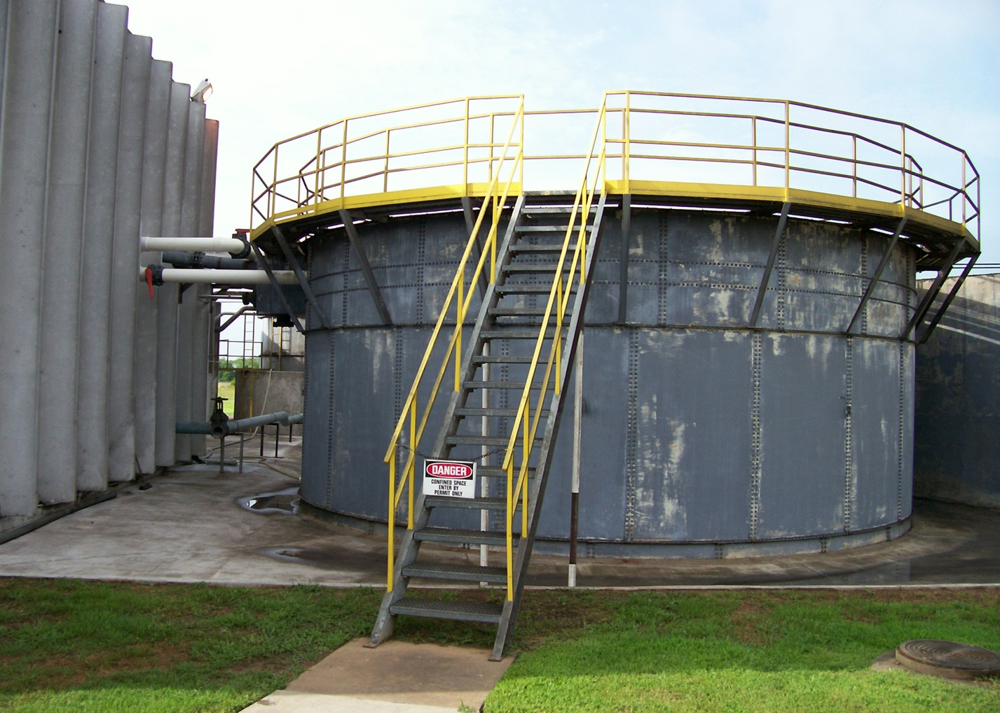 DANGER
CONFINED SPACE
ENTER BY
PERMIT ONLY